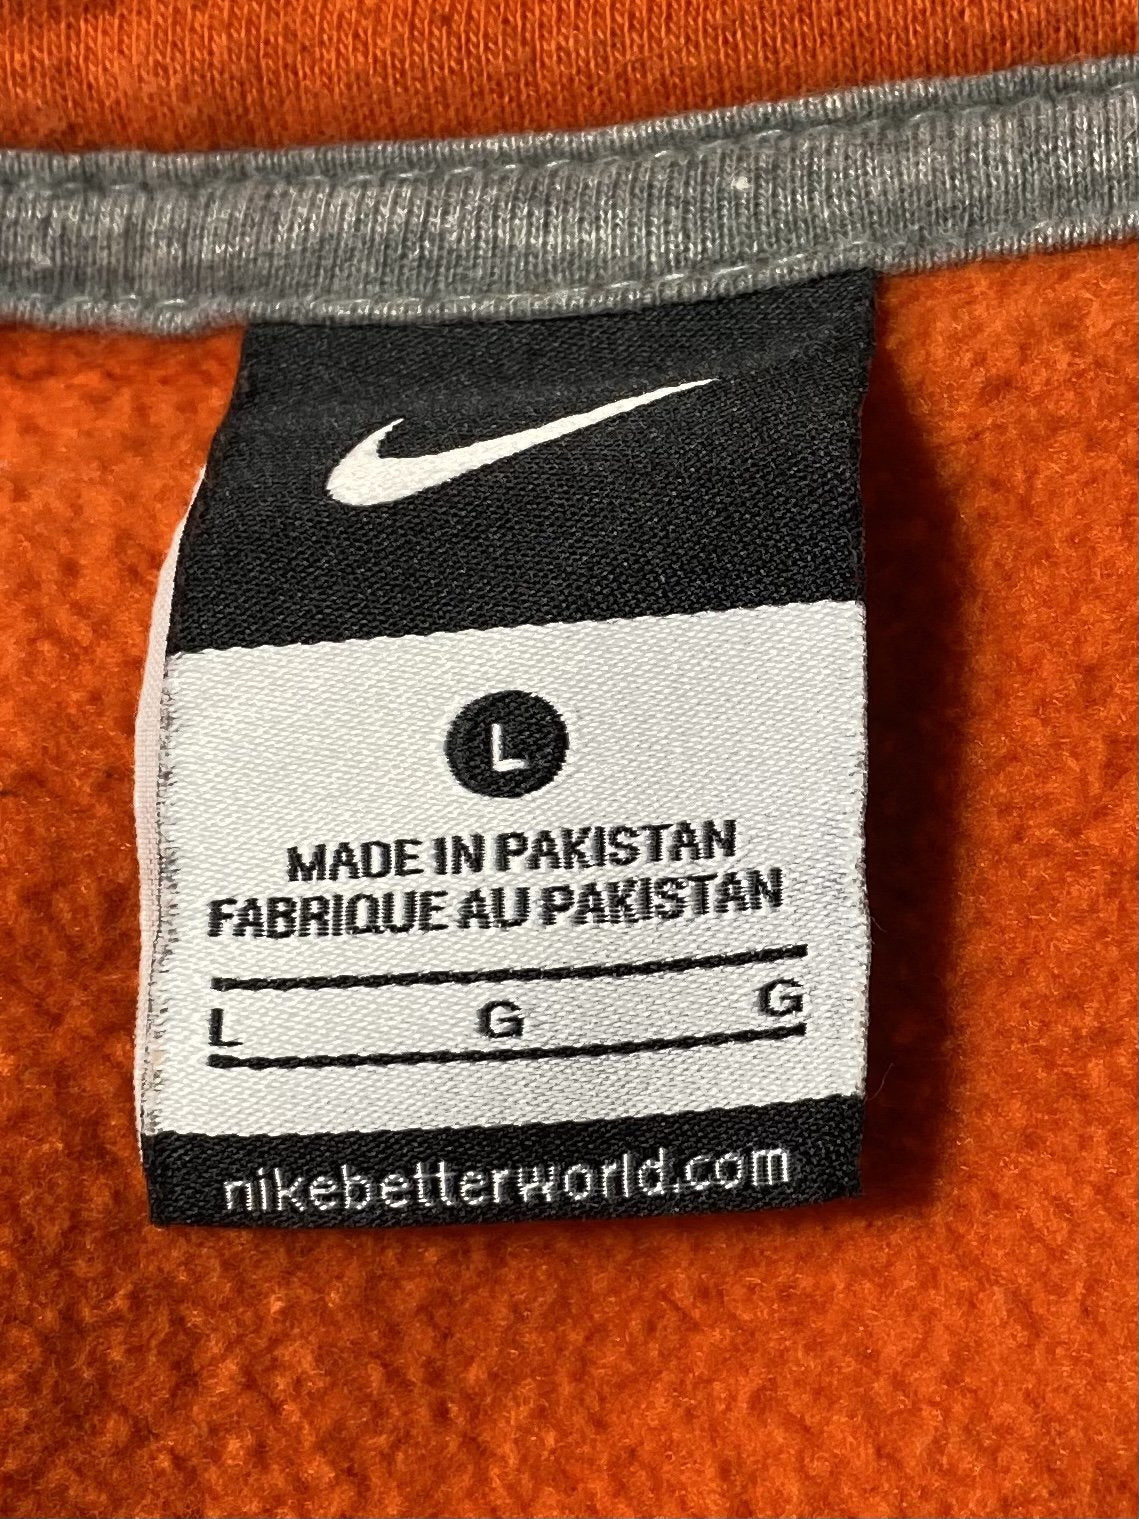 L
MADE IN PAKISTAN
FABRIQUE AU PAKISTAN
L G G
nikebetterworld.com